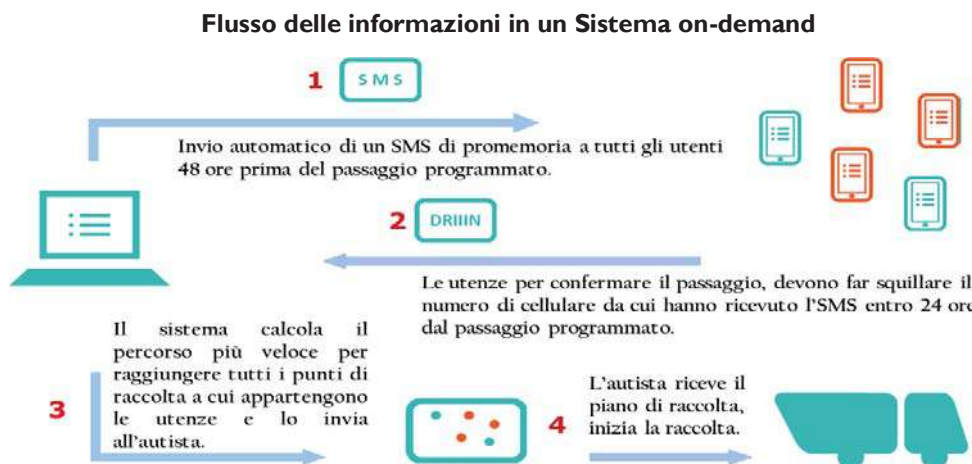 Flusso delle informazioni in un Sistema on-demand
1 SMS
Invio automatico di un SMS di promemoria a tutti gli utenti
48 ore prima del passaggio programmato.
2 DRIIIN
Le utenze per confermare il passaggio, devono far squillare il
numero di cellulare da cui hanno ricevuto l'SMS entro 24 ore
dal passaggio programmato.
3
Il sistema calcola il
percorso più veloce per
raggiungere tutti i punti di
raccolta a cui appartengono
le utenze e lo invia
all'autista.
4
L'autista riceve il
piano di raccolta,
inizia la raccolta.